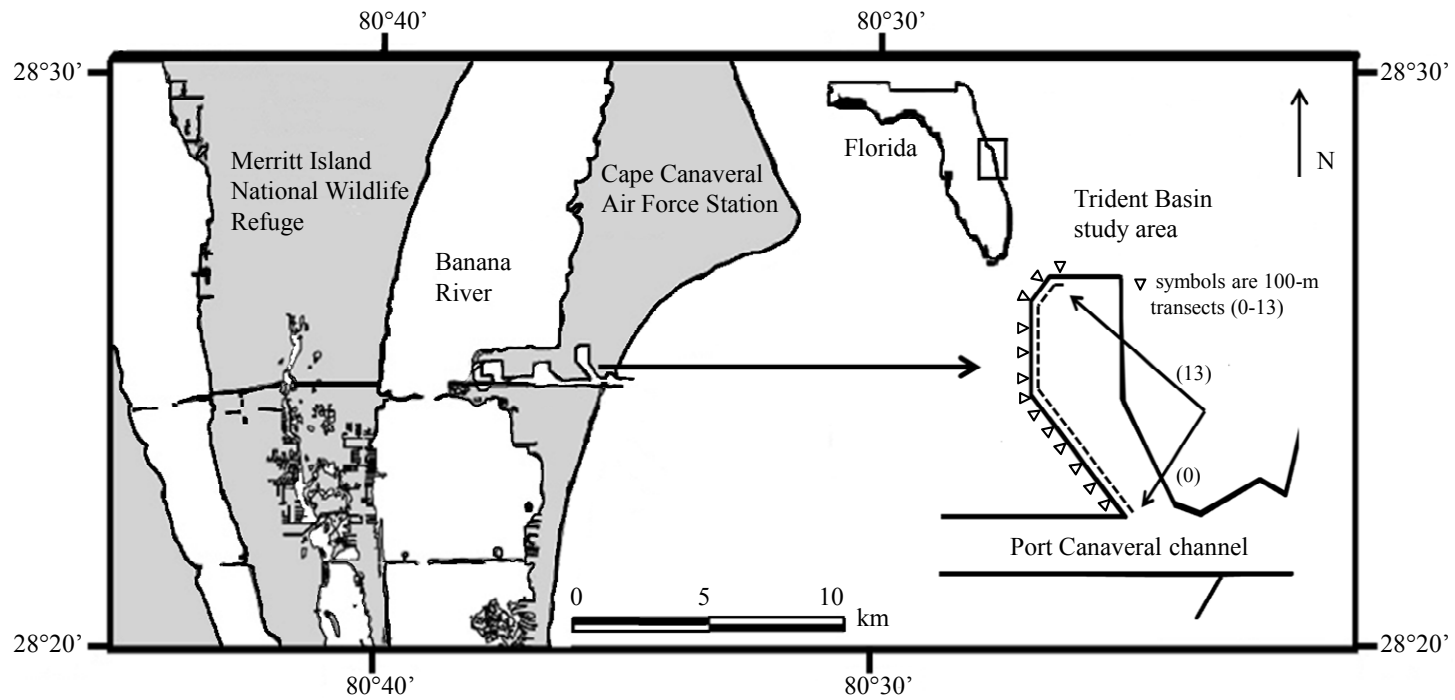 80°40’
80°30’
28°30’
28°30’
Merritt Island
National Wildlife
Refuge
Cape Canaveral
Air Force Station
Florida
N
Trident Basin
study area
Banana
River
symbols are 100-m
transects (0-13)
(13)
(0)
Port Canaveral channel
0
5
10
km
28°20’
28°20’
80°40’
80°30’